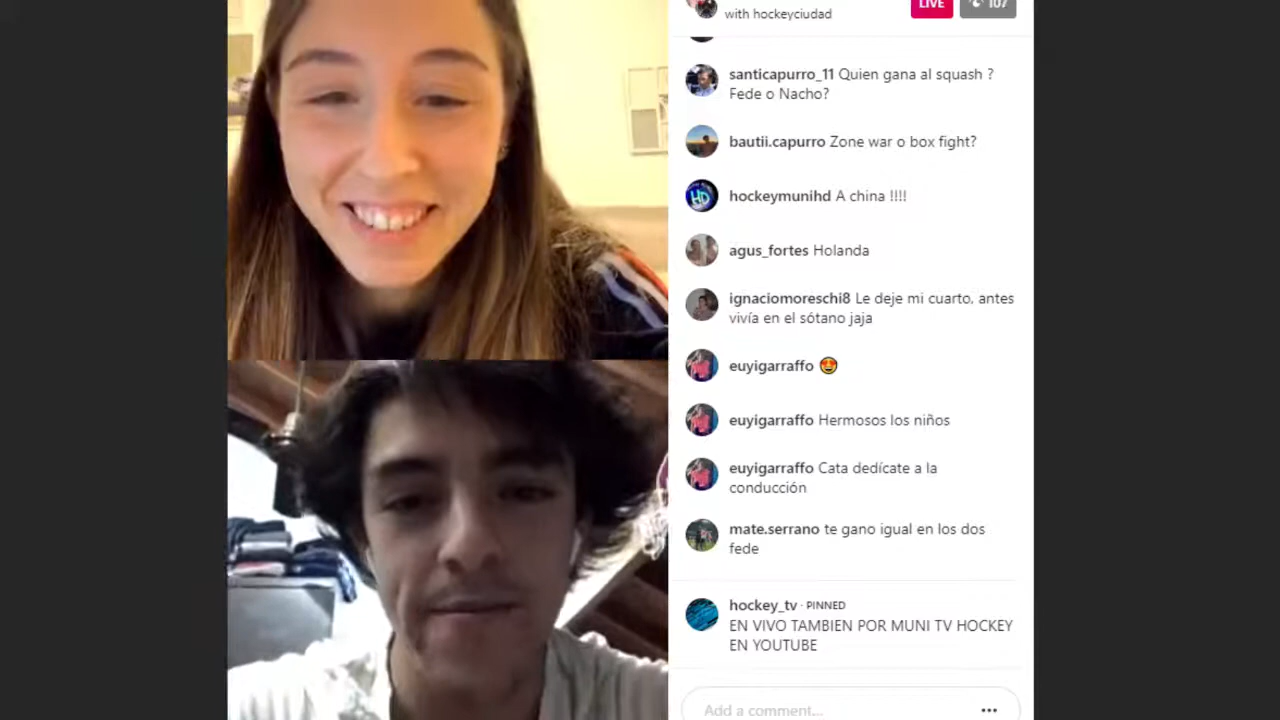 with hockeyciudad
LIVE
107
santicapurro_11 Quien gana al squash ?
Fede o Nacho?
bautii.capurro Zone war o box fight?
HD
hockeymunihd A china !!!!
agus_fortes Holanda
ignaciomoreschi8 Le deje mi cuarto, antes
vivía en el sótano jaja
euyigarraffo 😍
euyigarraffo Hermosos los niños
euyigarraffo Cata dedícate a la
conducción
mate.serrano te gano igual en los dos
fede
hockey_tv · PINNED
EN VIVO TAMBIEN POR MUNI TV HOCKEY
EN YOUTUBE
Add a comment...